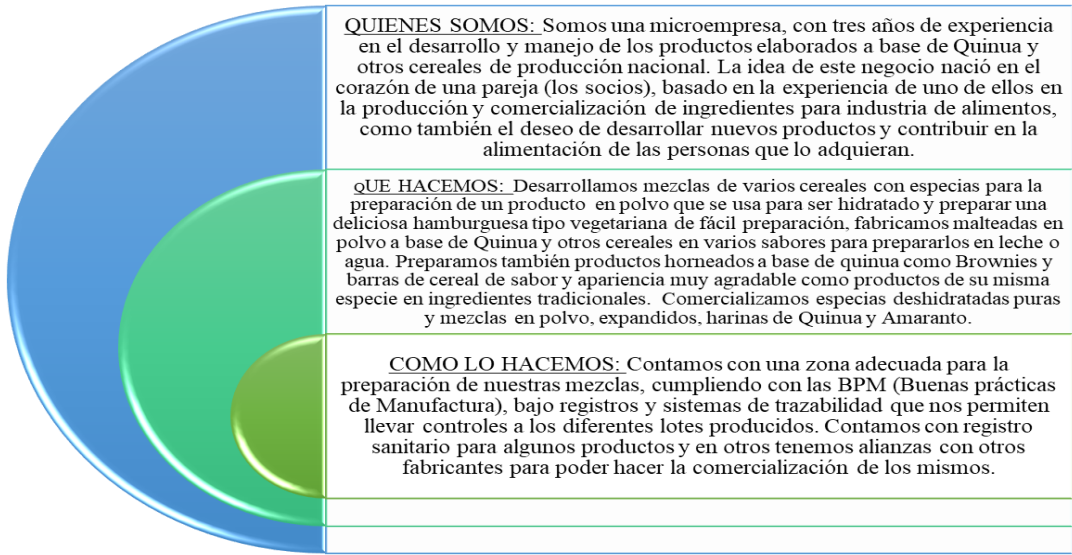 QUIENES SOMOS: Somos una microempresa, con tres años de experiencia
en el desarrollo y manejo de los productos elaborados a base de Quinua y
otros cereales de producción nacional. La idea de este negocio nació en el
corazón de una pareja (los socios), basado en la experiencia de uno de ellos en
la producción y comercialización de ingredientes para industria de alimentos,
como también el deseo de desarrollar nuevos productos y contribuir en la
alimentación de las personas que lo adquieran.
QUE HACEMOS: Desarrollamos mezclas de varios cereales con especias para la
preparación de un producto en polvo que se usa para ser hidratado y preparar una
deliciosa hamburguesa tipo vegetariana de fácil preparación, fabricamos malteadas en
polvo a base de Quinua y otros cereales en varios sabores para prepararlos en leche o
agua. Preparamos también productos horneados a base de quinua como Brownies y
barras de cereal de sabor y apariencia muy agradable como productos de su misma
especie en ingredientes tradicionales. Comercializamos especias deshidratadas puras
y mezclas en polvo, expandidos, harinas de Quinua y Amaranto.
COMO LO HACEMOS: Contamos con una zona adecuada para la
preparación de nuestras mezclas, cumpliendo con las BPM (Buenas prácticas
de Manufactura), bajo registros y sistemas de trazabilidad que nos permiten
llevar controles a los diferentes lotes producidos. Contamos con registro
sanitario para algunos productos y en otros tenemos alianzas con otros
fabricantes para poder hacer la comercialización de los mismos.